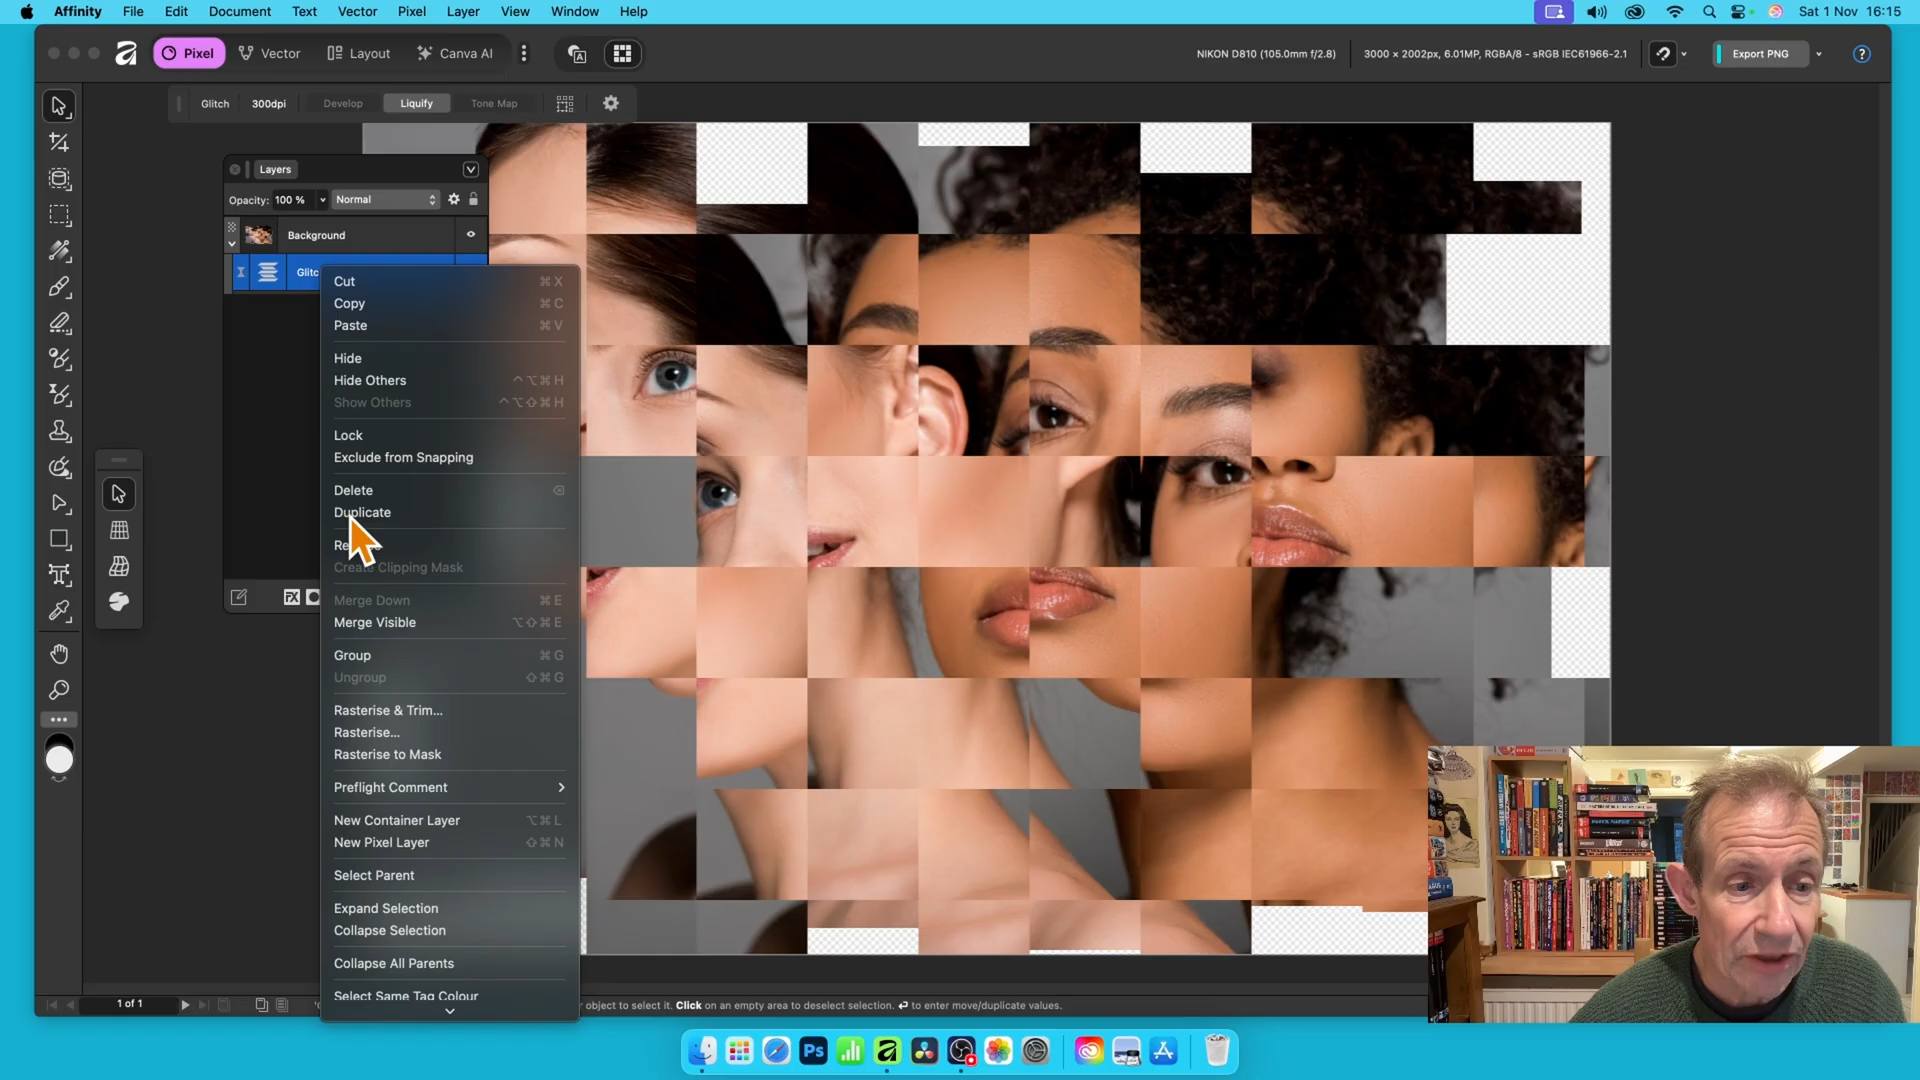 Affinity File Edit Document Text Vector Pixel Layer View Window Help
Sat 1 Nov 16:15
Pixel Vector Layout Canva AI
NIKON D810 (105.0mm f/2.8) 3000 × 2002px, 6.01MP, RGBA/8 - sRGB IEC61966-2.1 Export PNG
Glitch 300dpi Develop Liquify Tone Map
Layers
Opacity: 100 % Normal
Background
Cut ⌘ X
Copy ⌘ C
Paste ⌘ V
Hide
Hide Others ⌃⌥⌘ H
Show Others ⌃⌥⇧⌘ H
Lock
Exclude from Snapping
Delete
Duplicate
Create Clipping Mask
Merge Down ⌘ E
Merge Visible ⌥⇧⌘ E
Group ⌘ G
Ungroup ⇧⌘ G
Rasterise & Trim...
Rasterise...
Rasterise to Mask
Preflight Comment
New Container Layer ⌥⌘ L
New Pixel Layer ⇧⌘ N
Select Parent
Expand Selection
Collapse Selection
Collapse All Parents
Select Same Tag Colour
1 of 1
object to select it. Click on an empty area to deselect selection. ⏎ to enter move/duplicate values.
Ps